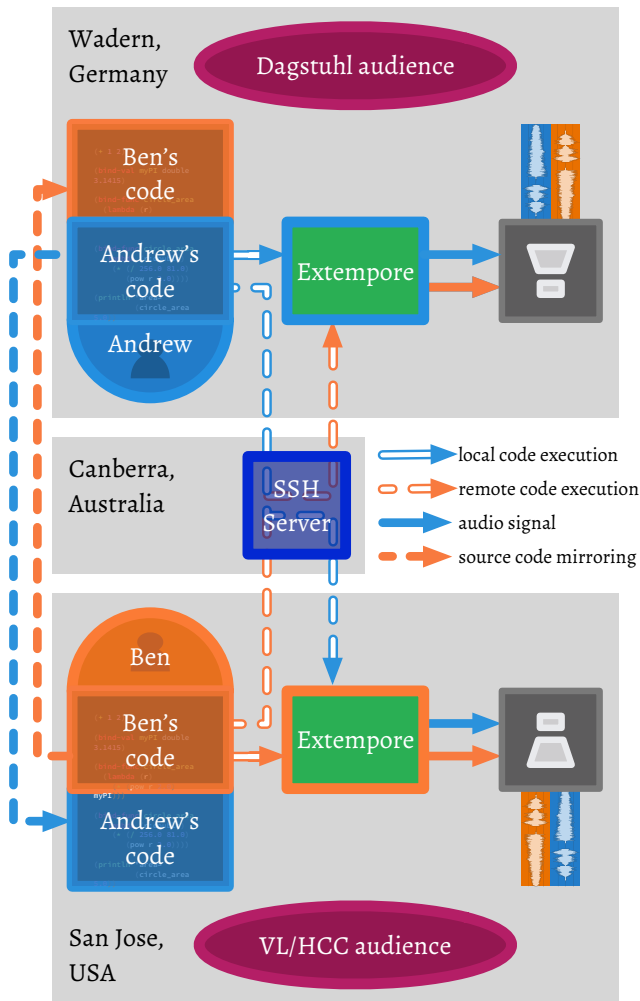 Wadern,
Germany
Dagstuhl audience
Ben's
code
Andrew's
code
Andrew
Extempore
Canberra,
Australia
SSH
Server
local code execution
remote code execution
audio signal
source code mirroring
Ben
Ben's
code
Andrew's
code
Extempore
myPI)))
San Jose,
USA
VL/HCC audience